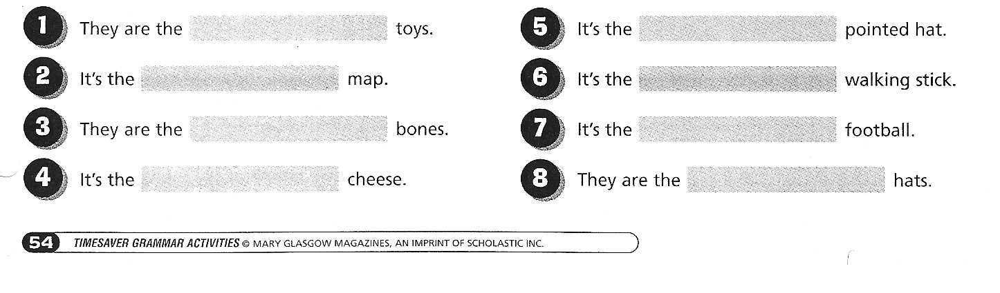 1 They are the toys.
2 It's the map.
3 They are the bones.
4 It's the cheese.
5 It's the pointed hat.
6 It's the walking stick.
7 It's the football.
8 They are the hats.
54 TIMESAVER GRAMMAR ACTIVITIES © MARY GLASGOW MAGAZINES, AN IMPRINT OF SCHOLASTIC INC.